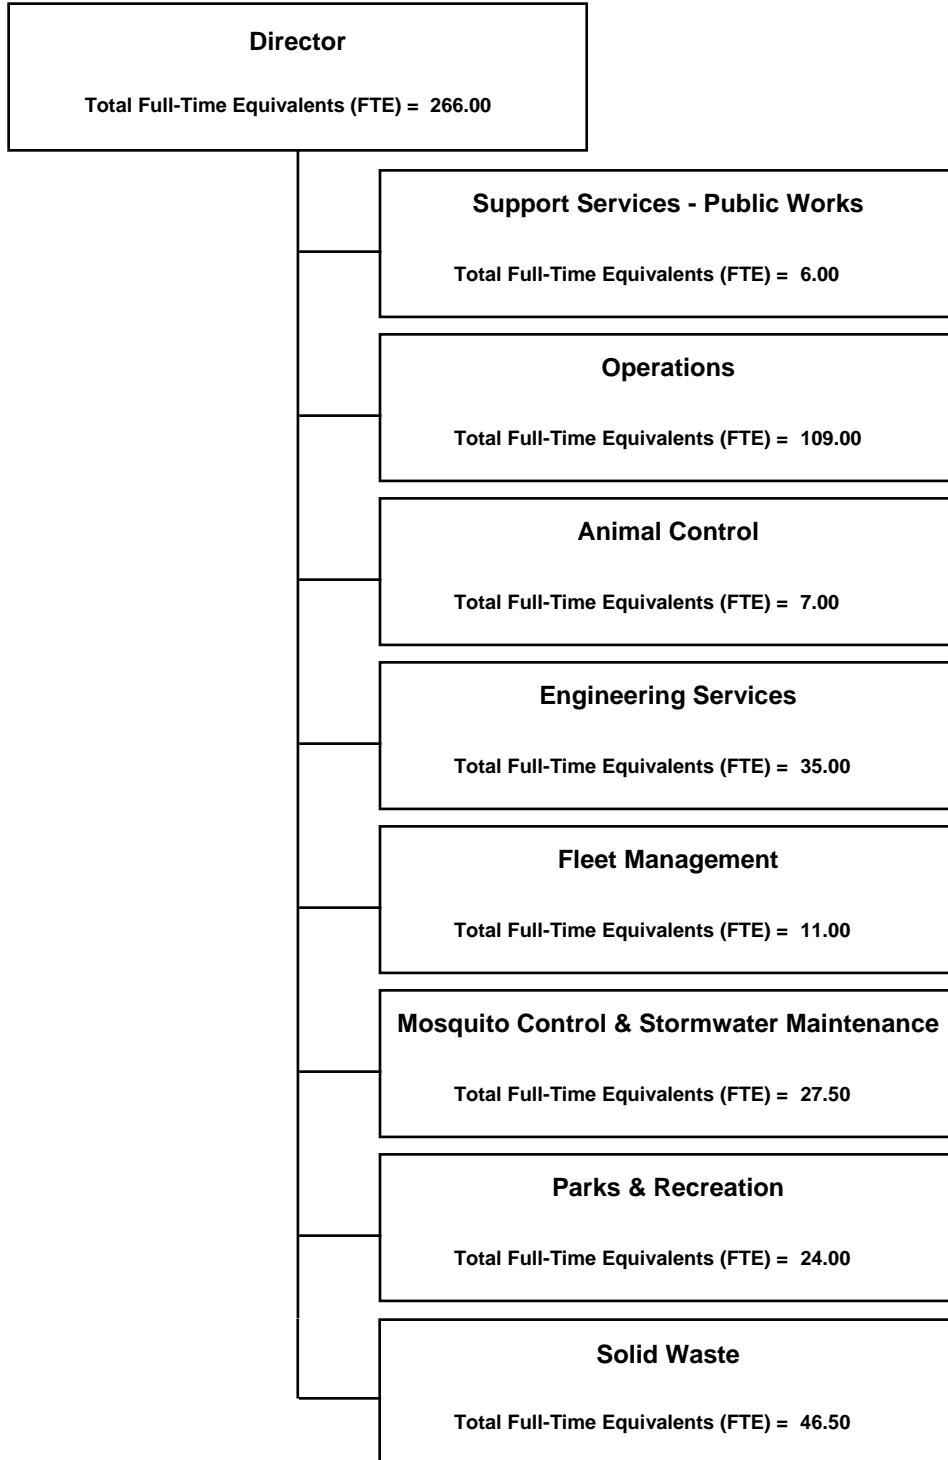 Director
Total Full-Time Equivalents (FTE) = 266.00
Support Services - Public Works
Total Full-Time Equivalents (FTE) = 6.00
Operations
Total Full-Time Equivalents (FTE) = 109.00
Animal Control
Total Full-Time Equivalents (FTE) = 7.00
Engineering Services
Total Full-Time Equivalents (FTE) = 35.00
Fleet Management
Total Full-Time Equivalents (FTE) = 11.00
Mosquito Control & Stormwater Maintenance
Total Full-Time Equivalents (FTE) = 27.50
Parks & Recreation
Total Full-Time Equivalents (FTE) = 24.00
Solid Waste
Total Full-Time Equivalents (FTE) = 46.50